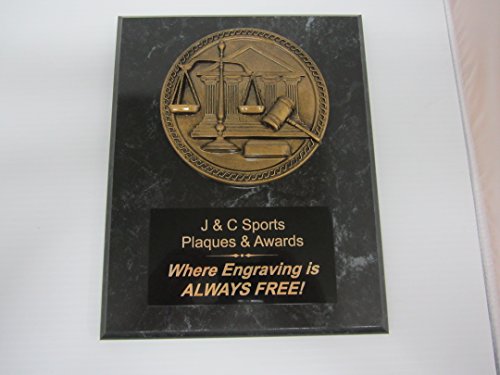 J & C Sports
Plaques & Awards
Where Engraving is
ALWAYS FREE!